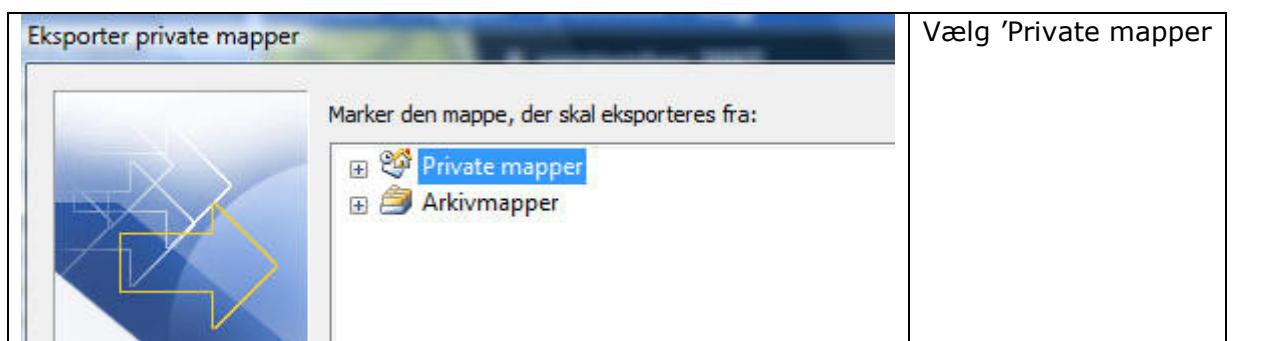 Eksporter private mapper
Marker den mappe, der skal eksporteres fra:
Private mapper
Arkivmapper
Vælg ’Private mapper